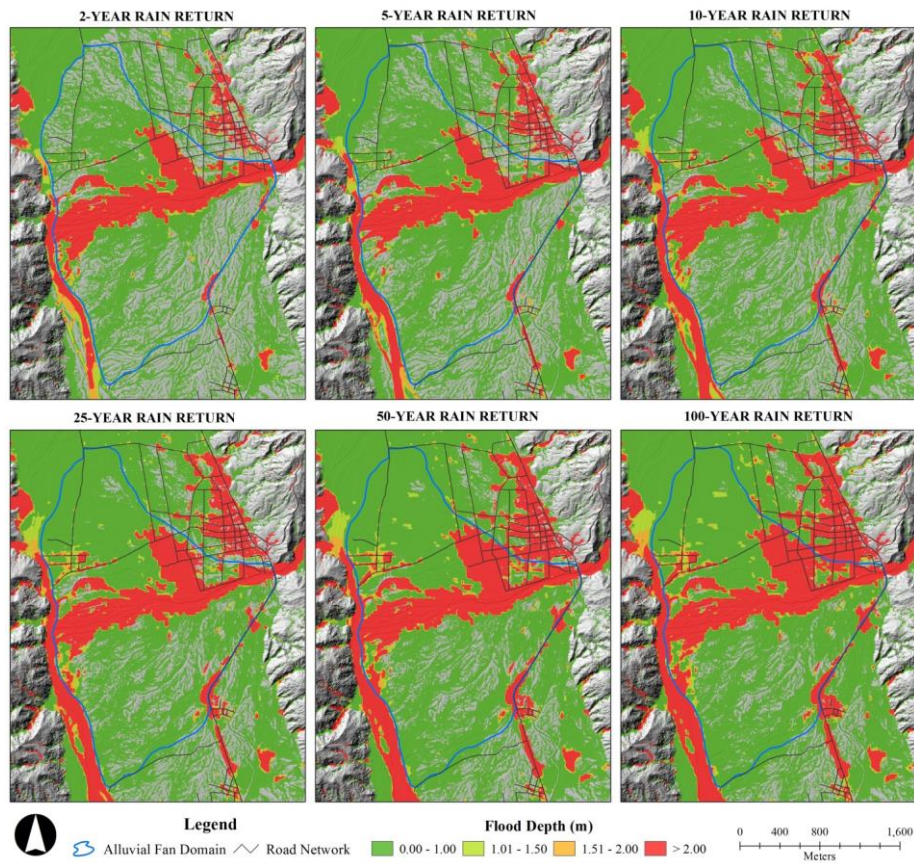 2-YEAR RAIN RETURN
5-YEAR RAIN RETURN
10-YEAR RAIN RETURN
25-YEAR RAIN RETURN
50-YEAR RAIN RETURN
100-YEAR RAIN RETURN
Legend
Alluvial Fan Domain
Road Network
Flood Depth (m)
0.00 - 1.00
1.01 - 1.50
1.51 - 2.00
> 2.00
0 400 800 1,600
Meters